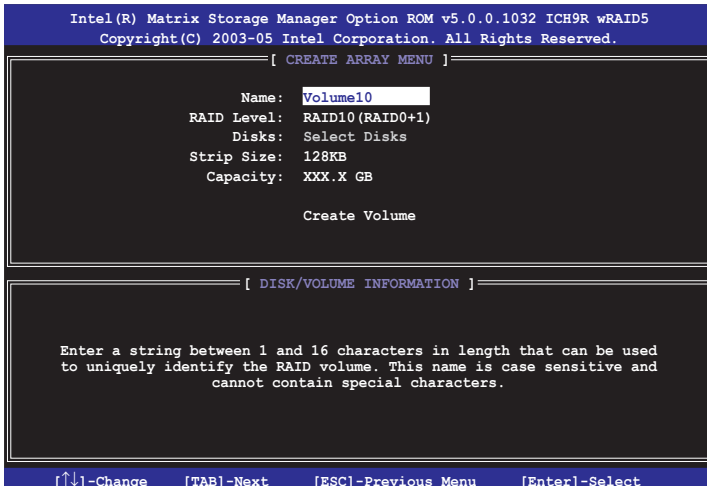 Intel(R) Matrix Storage Manager Option ROM v5.0.0.1032 ICH9R wRAID5
Copyright(C) 2003-05 Intel Corporation. All Rights Reserved.
[ CREATE ARRAY MENU ]
Name: Volume10
RAID Level: RAID10(RAID0+1)
Disks: Select Disks
Strip Size: 128KB
Capacity: XXX.X GB
Create Volume
[ DISK/VOLUME INFORMATION ]
Enter a string between 1 and 16 characters in length that can be used
to uniquely identify the RAID volume. This name is case sensitive and
cannot contain special characters.
[↑↓]-Change [TAB]-Next [ESC]-Previous Menu [Enter]-Select